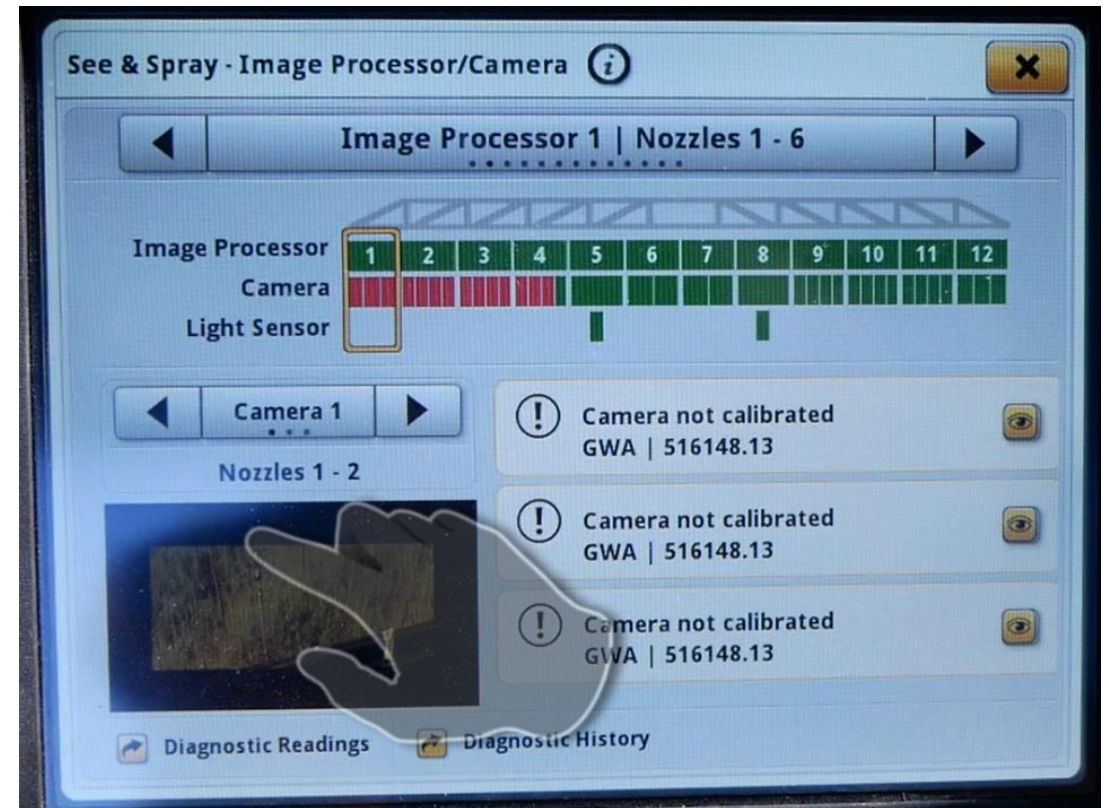 See & Spray - Image Processor/Camera i
Image Processor 1 | Nozzles 1 - 6
Image Processor 1 2 3 4 5 6 7 8 9 10 11 12
Camera
Light Sensor
Camera 1
Nozzles 1 - 2
! Camera not calibrated
GWA | 516148.13
! Camera not calibrated
GWA | 516148.13
! Camera not calibrated
GWA | 516148.13
Diagnostic Readings
Diagnostic History